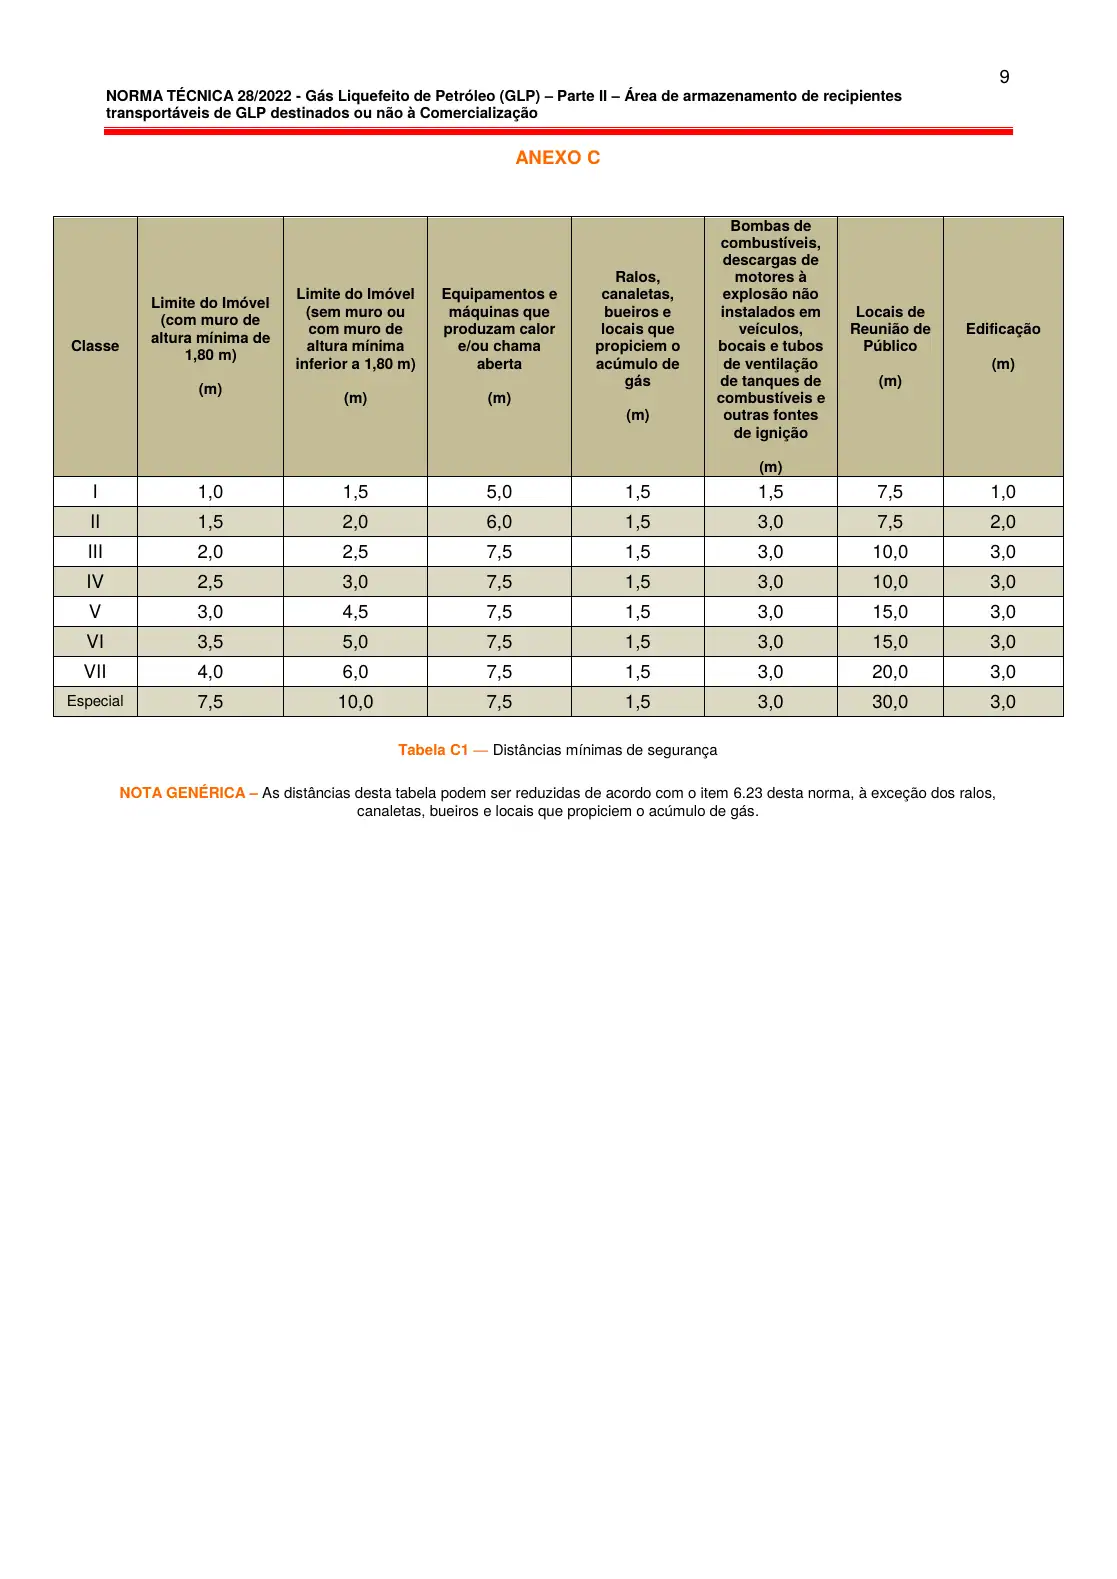 9
NORMA TÉCNICA 28/2022 - Gás Liquefeito de Petróleo (GLP) – Parte II – Área de armazenamento de recipientes
transportáveis de GLP destinados ou não à Comercialização
ANEXO C
Classe
Limite do Imóvel
(com muro de
altura mínima de
1,80 m)
(m)
Limite do Imóvel
(sem muro ou
com muro de
altura mínima
inferior a 1,80 m)
(m)
Equipamentos e
máquinas que
produzam calor
e/ou chama
aberta
(m)
Ralos,
canaletas,
bueiros e
locais que
propiciem o
acúmulo de
gás
(m)
Bombas de
combustíveis,
descargas de
motores à
explosão não
instalados em
veículos,
bocais e tubos
de ventilação
de tanques de
combustíveis e
outras fontes
de ignição
(m)
Locais de
Reunião de
Público
(m)
Edificação
(m)
I 1,0 1,5 5,0 1,5 1,5 7,5 1,0
II 1,5 2,0 6,0 1,5 3,0 7,5 2,0
III 2,0 2,5 7,5 1,5 3,0 10,0 3,0
IV 2,5 3,0 7,5 1,5 3,0 10,0 3,0
V 3,0 4,5 7,5 1,5 3,0 15,0 3,0
VI 3,5 5,0 7,5 1,5 3,0 15,0 3,0
VII 4,0 6,0 7,5 1,5 3,0 20,0 3,0
Especial 7,5 10,0 7,5 1,5 3,0 30,0 3,0
Tabela C1 — Distâncias mínimas de segurança
NOTA GENÉRICA – As distâncias desta tabela podem ser reduzidas de acordo com o item 6.23 desta norma, à exceção dos ralos,
canaletas, bueiros e locais que propiciem o acúmulo de gás.